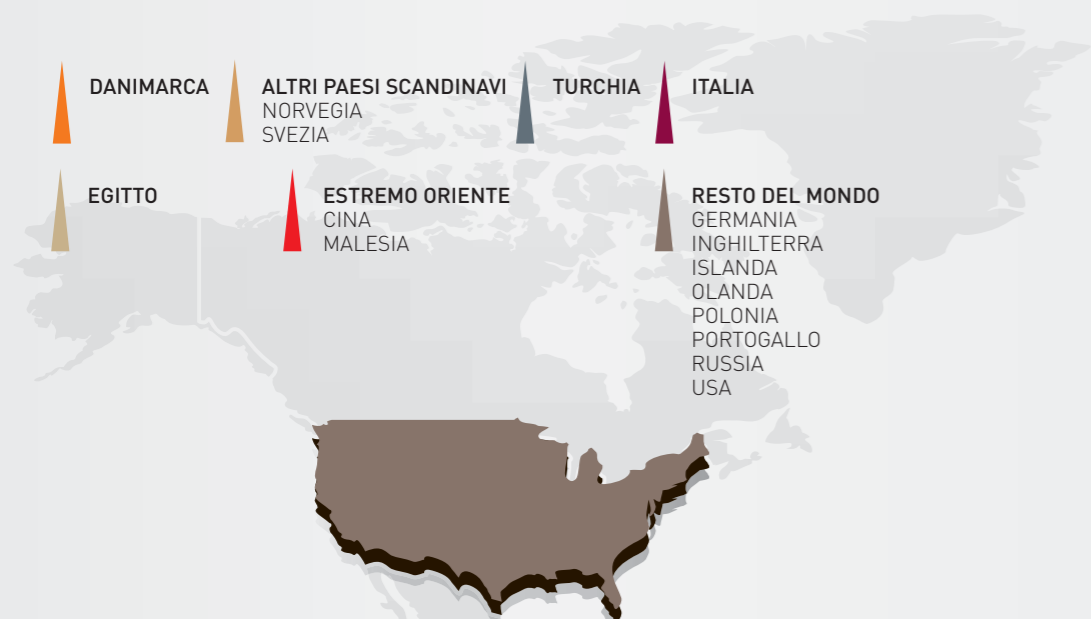 DANIMARCA
ALTRI PAESI SCANDINAVI
NORVEGIA
SVEZIA
TURCHIA
ITALIA
EGITTO
ESTREMO ORIENTE
CINA
MALESIA
RESTO DEL MONDO
GERMANIA
INGHILTERRA
ISLANDA
OLANDA
POLONIA
PORTOGALLO
RUSSIA
USA